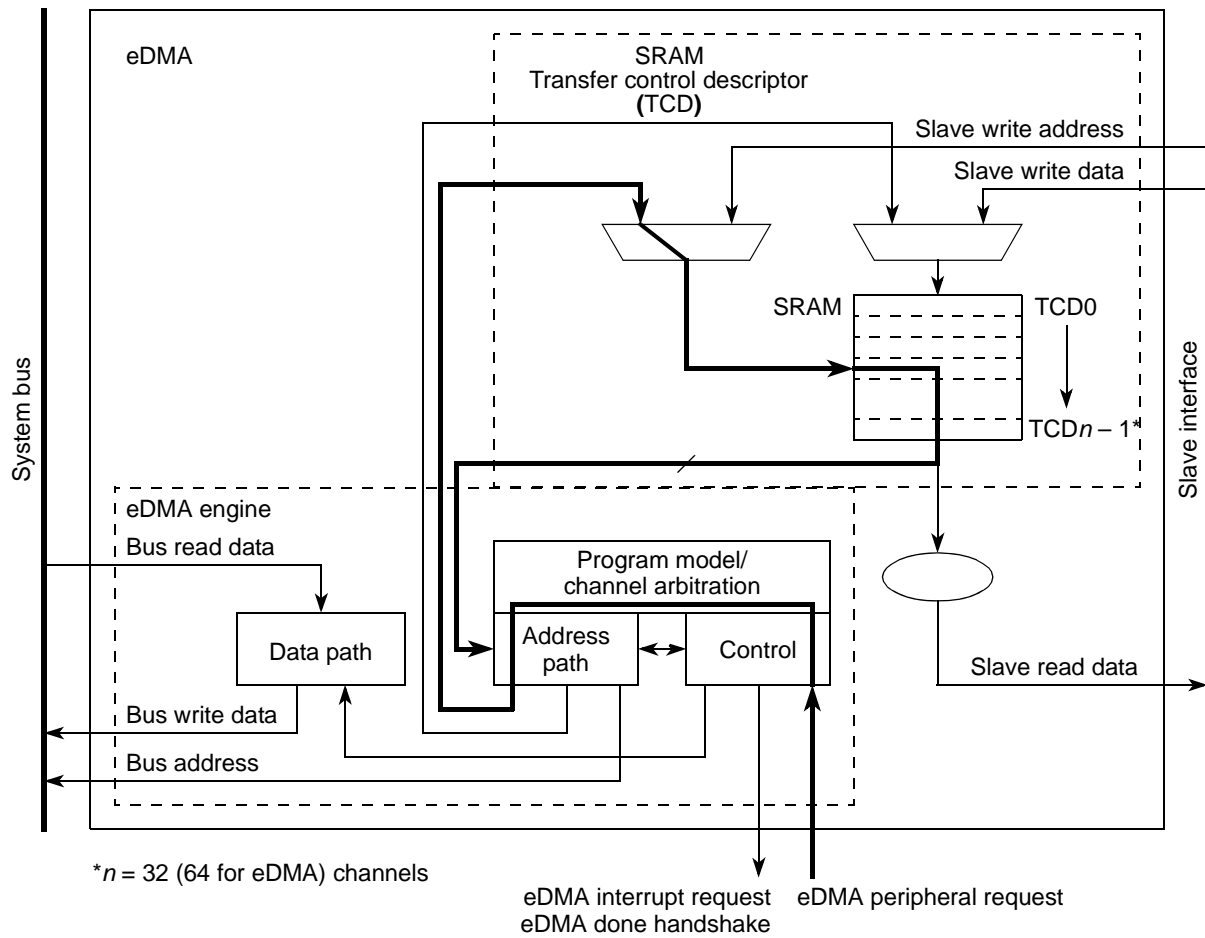 eDMA
SRAM
Transfer control descriptor
(TCD)
Slave write address
Slave write data
SRAM
TCD0
TCDn – 1*
System bus
Slave interface
eDMA engine
Bus read data
Program model/
channel arbitration
Data path
Address
path
Control
Slave read data
Bus write data
Bus address
*n = 32 (64 for eDMA) channels
eDMA interrupt request
eDMA done handshake
eDMA peripheral request